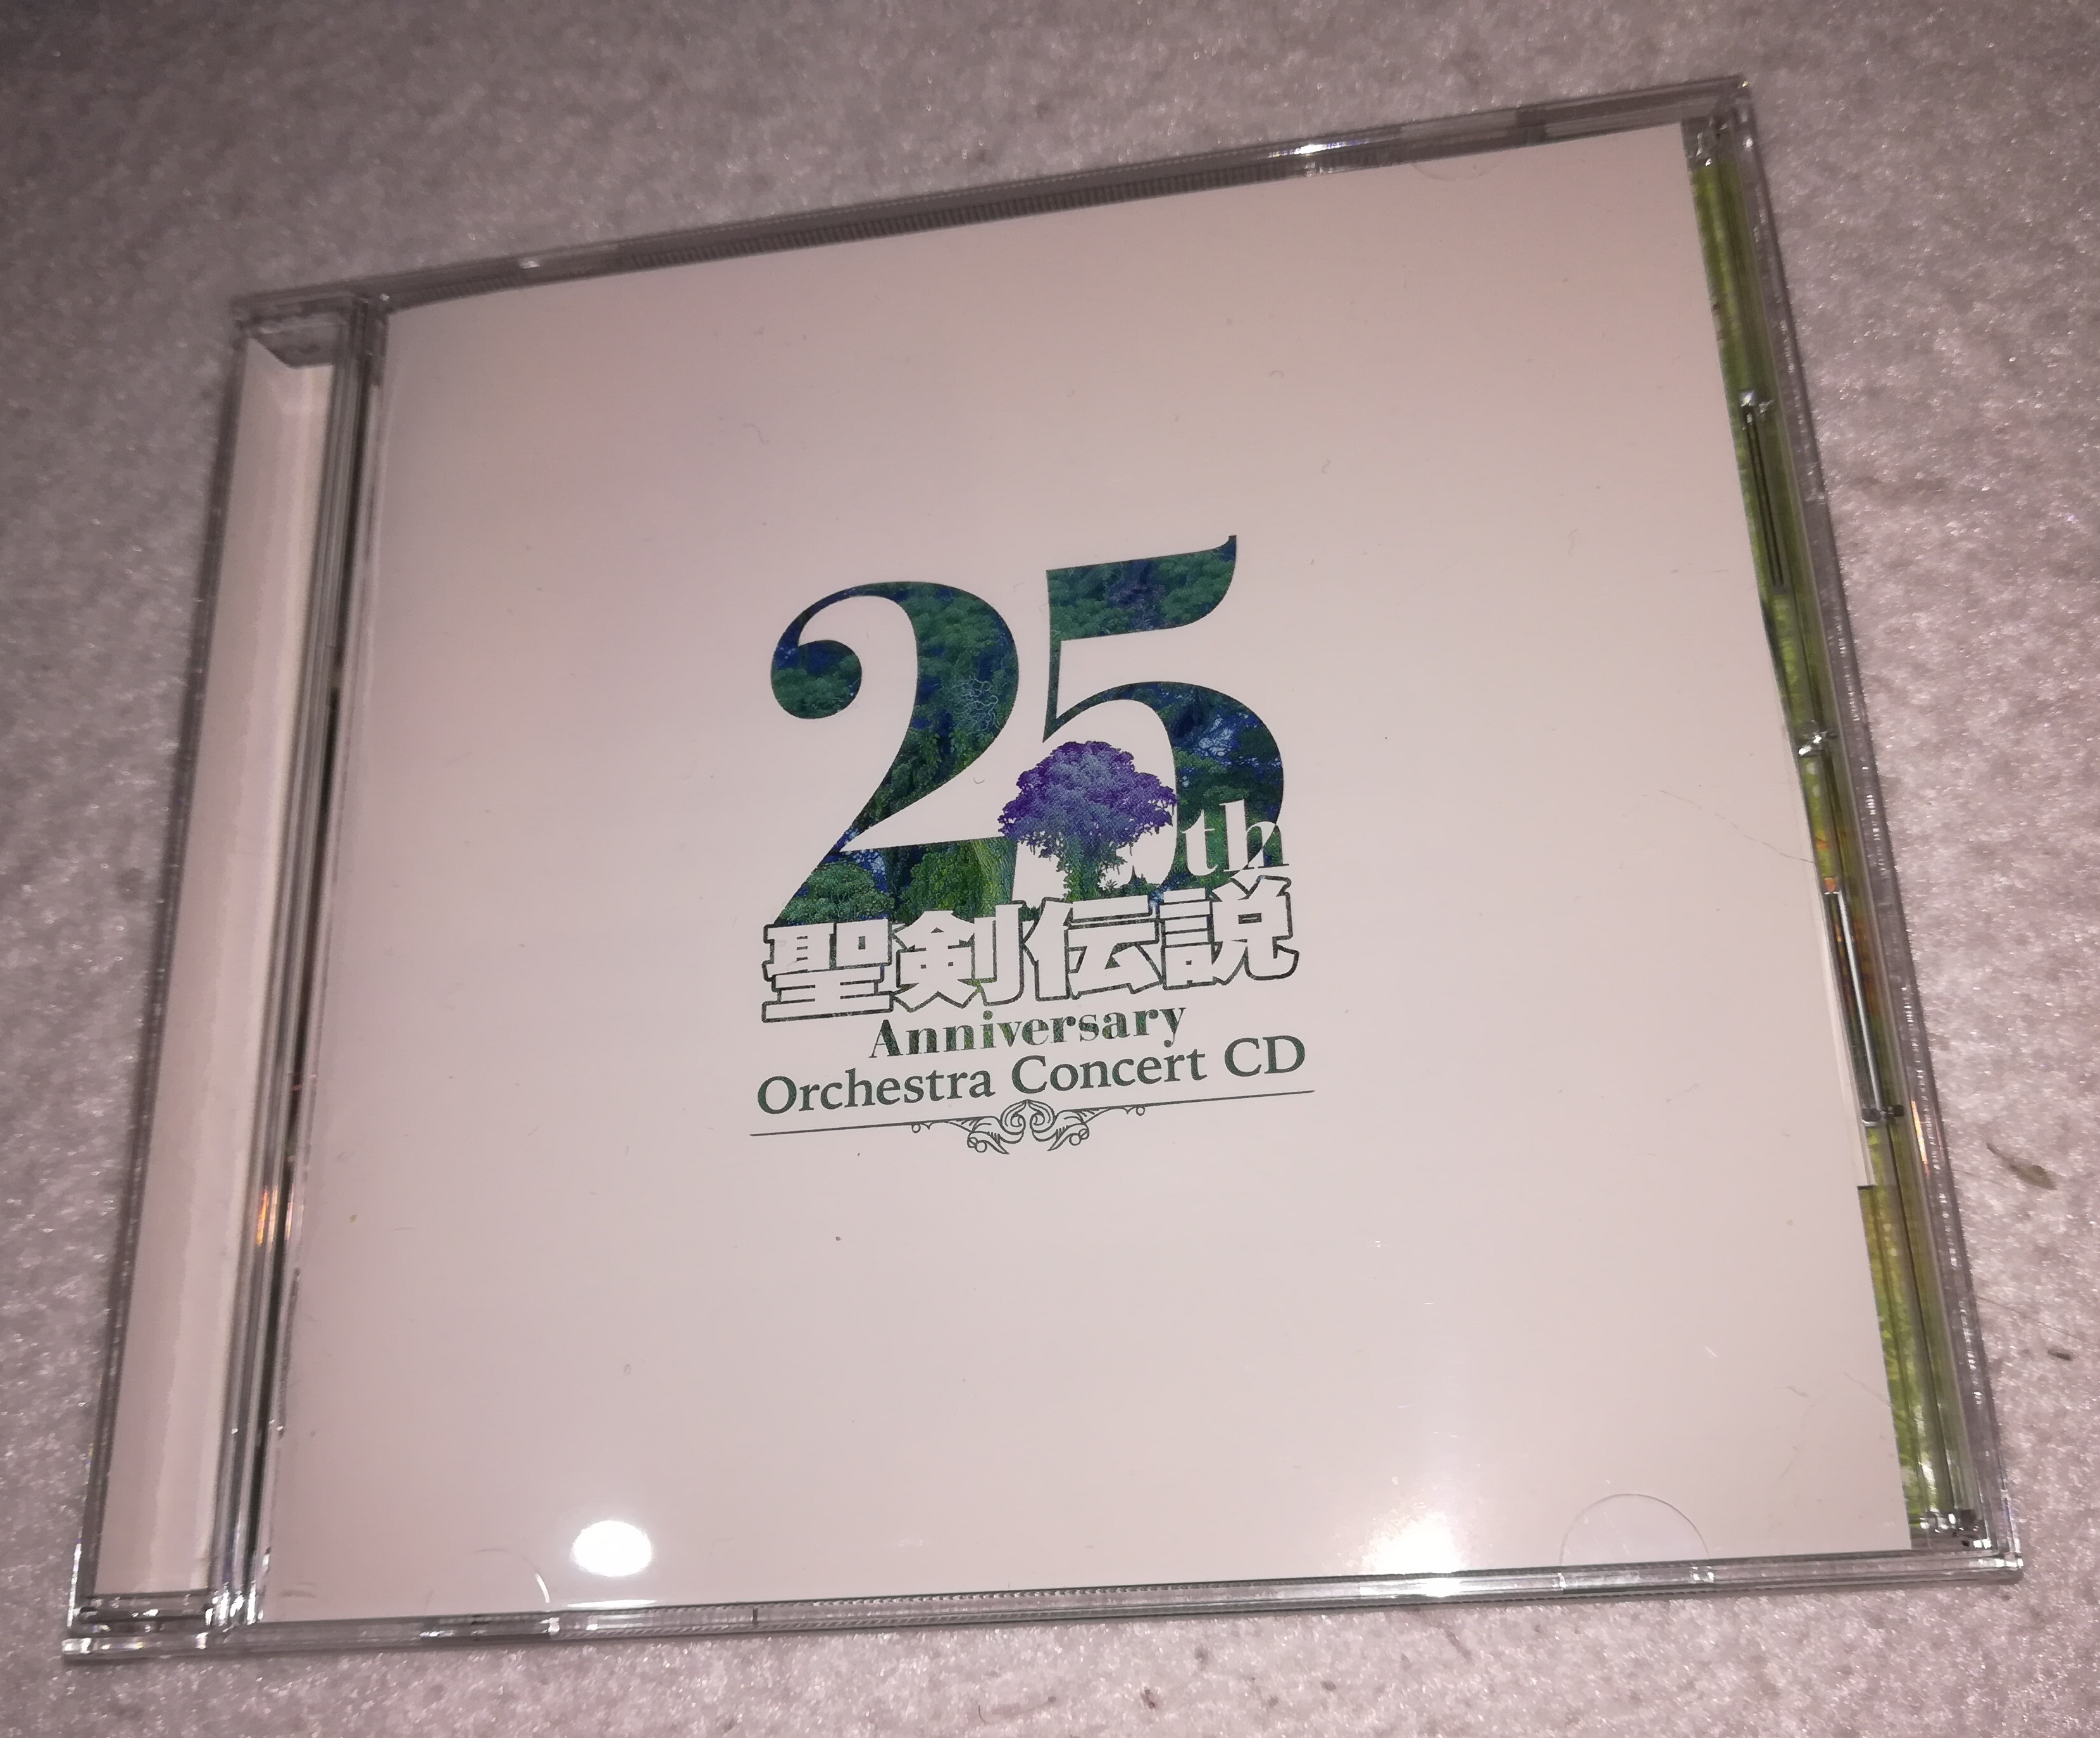 25th
聖剣伝説
Anniversary
Orchestra Concert CD